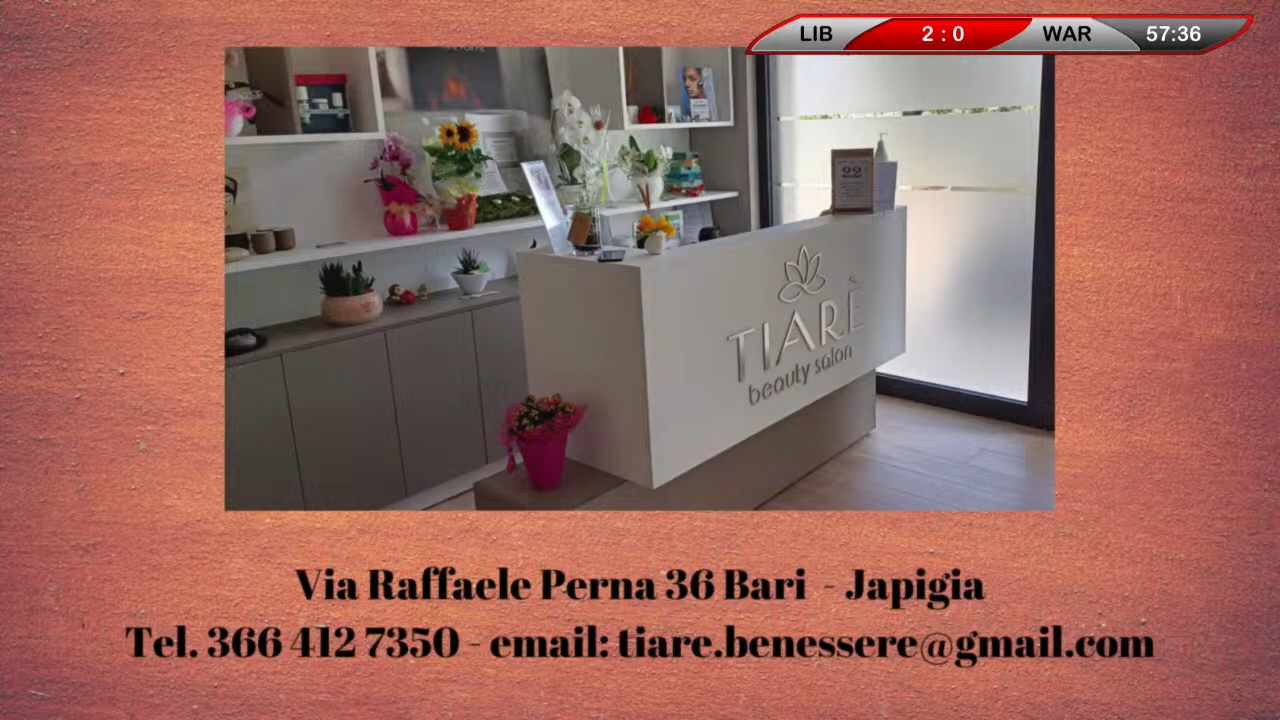 LIB 2 : 0 WAR 57:36
22
TIARÈ
beauty salon
Via Raffaele Perna 36 Bari - Japigia
Tel. 366 412 7350 - email: tiare.benessere@gmail.com